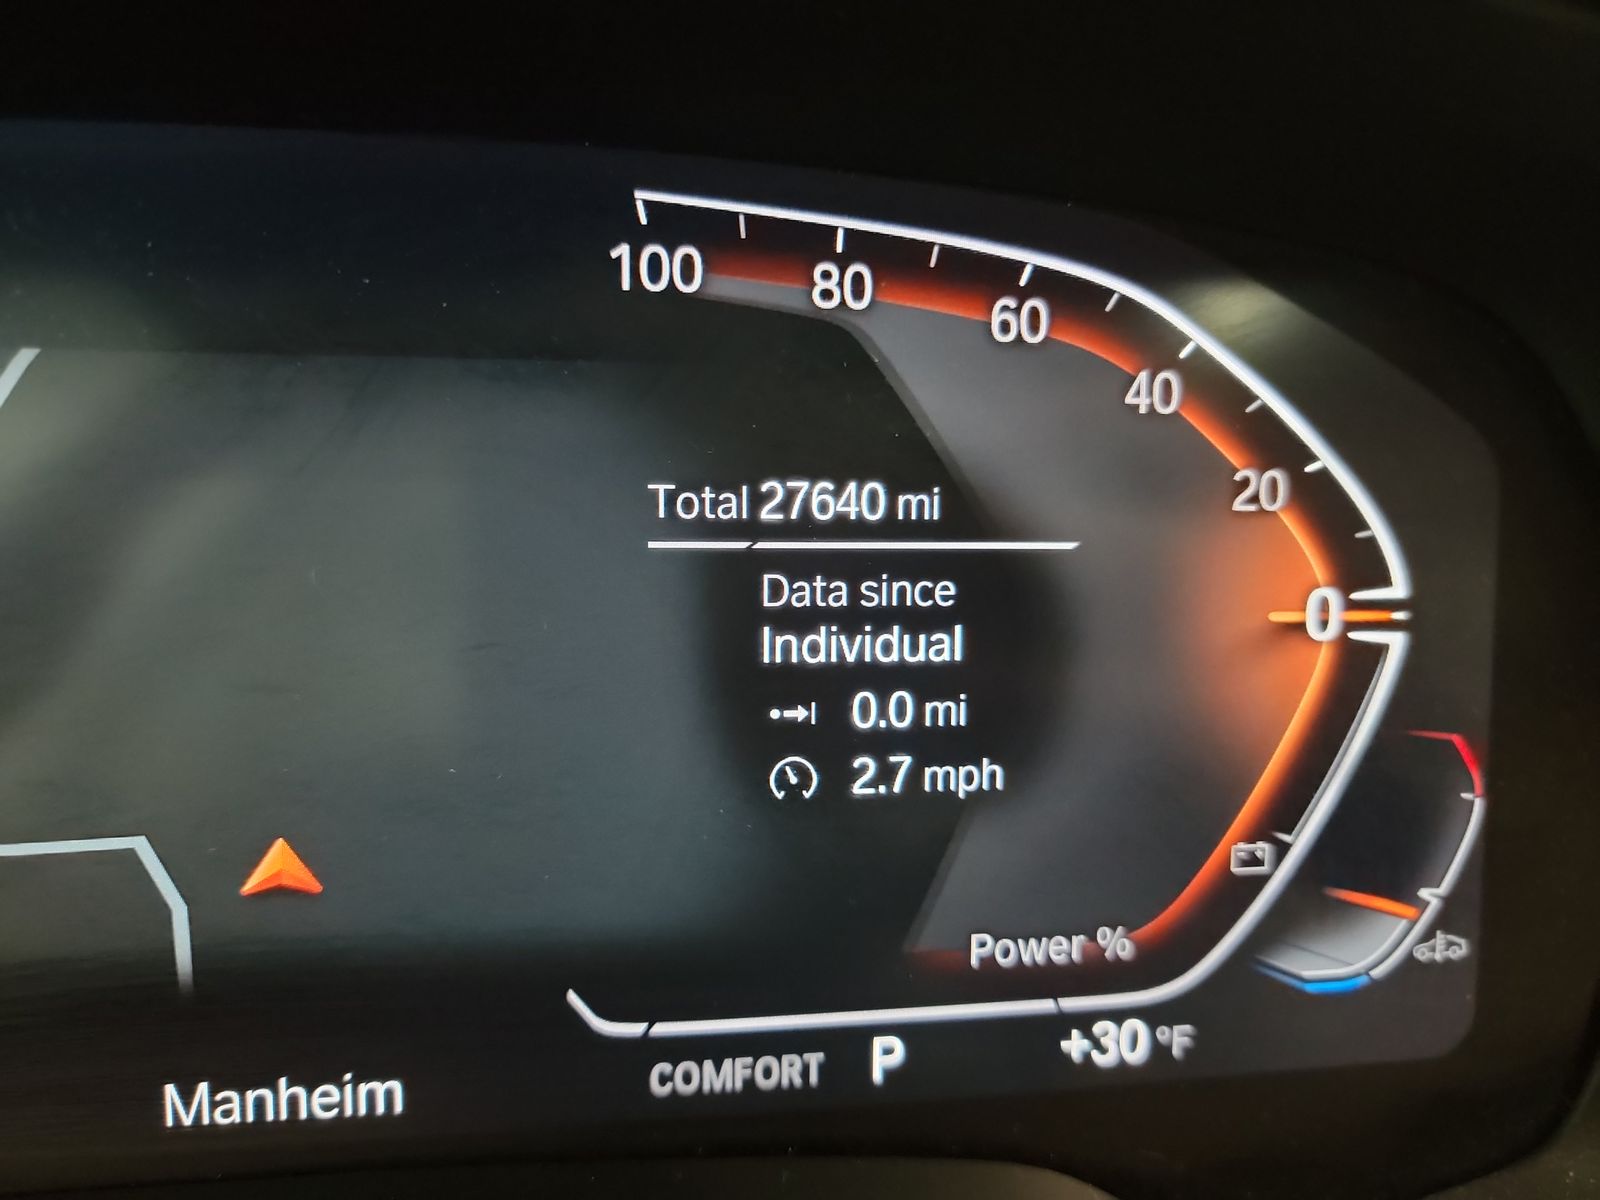 100
80
60
40
20
0
Total 27640 mi
Data since
Individual
0.0 mi
2.7 mph
Power %
COMFORT P +30 °F
Manheim